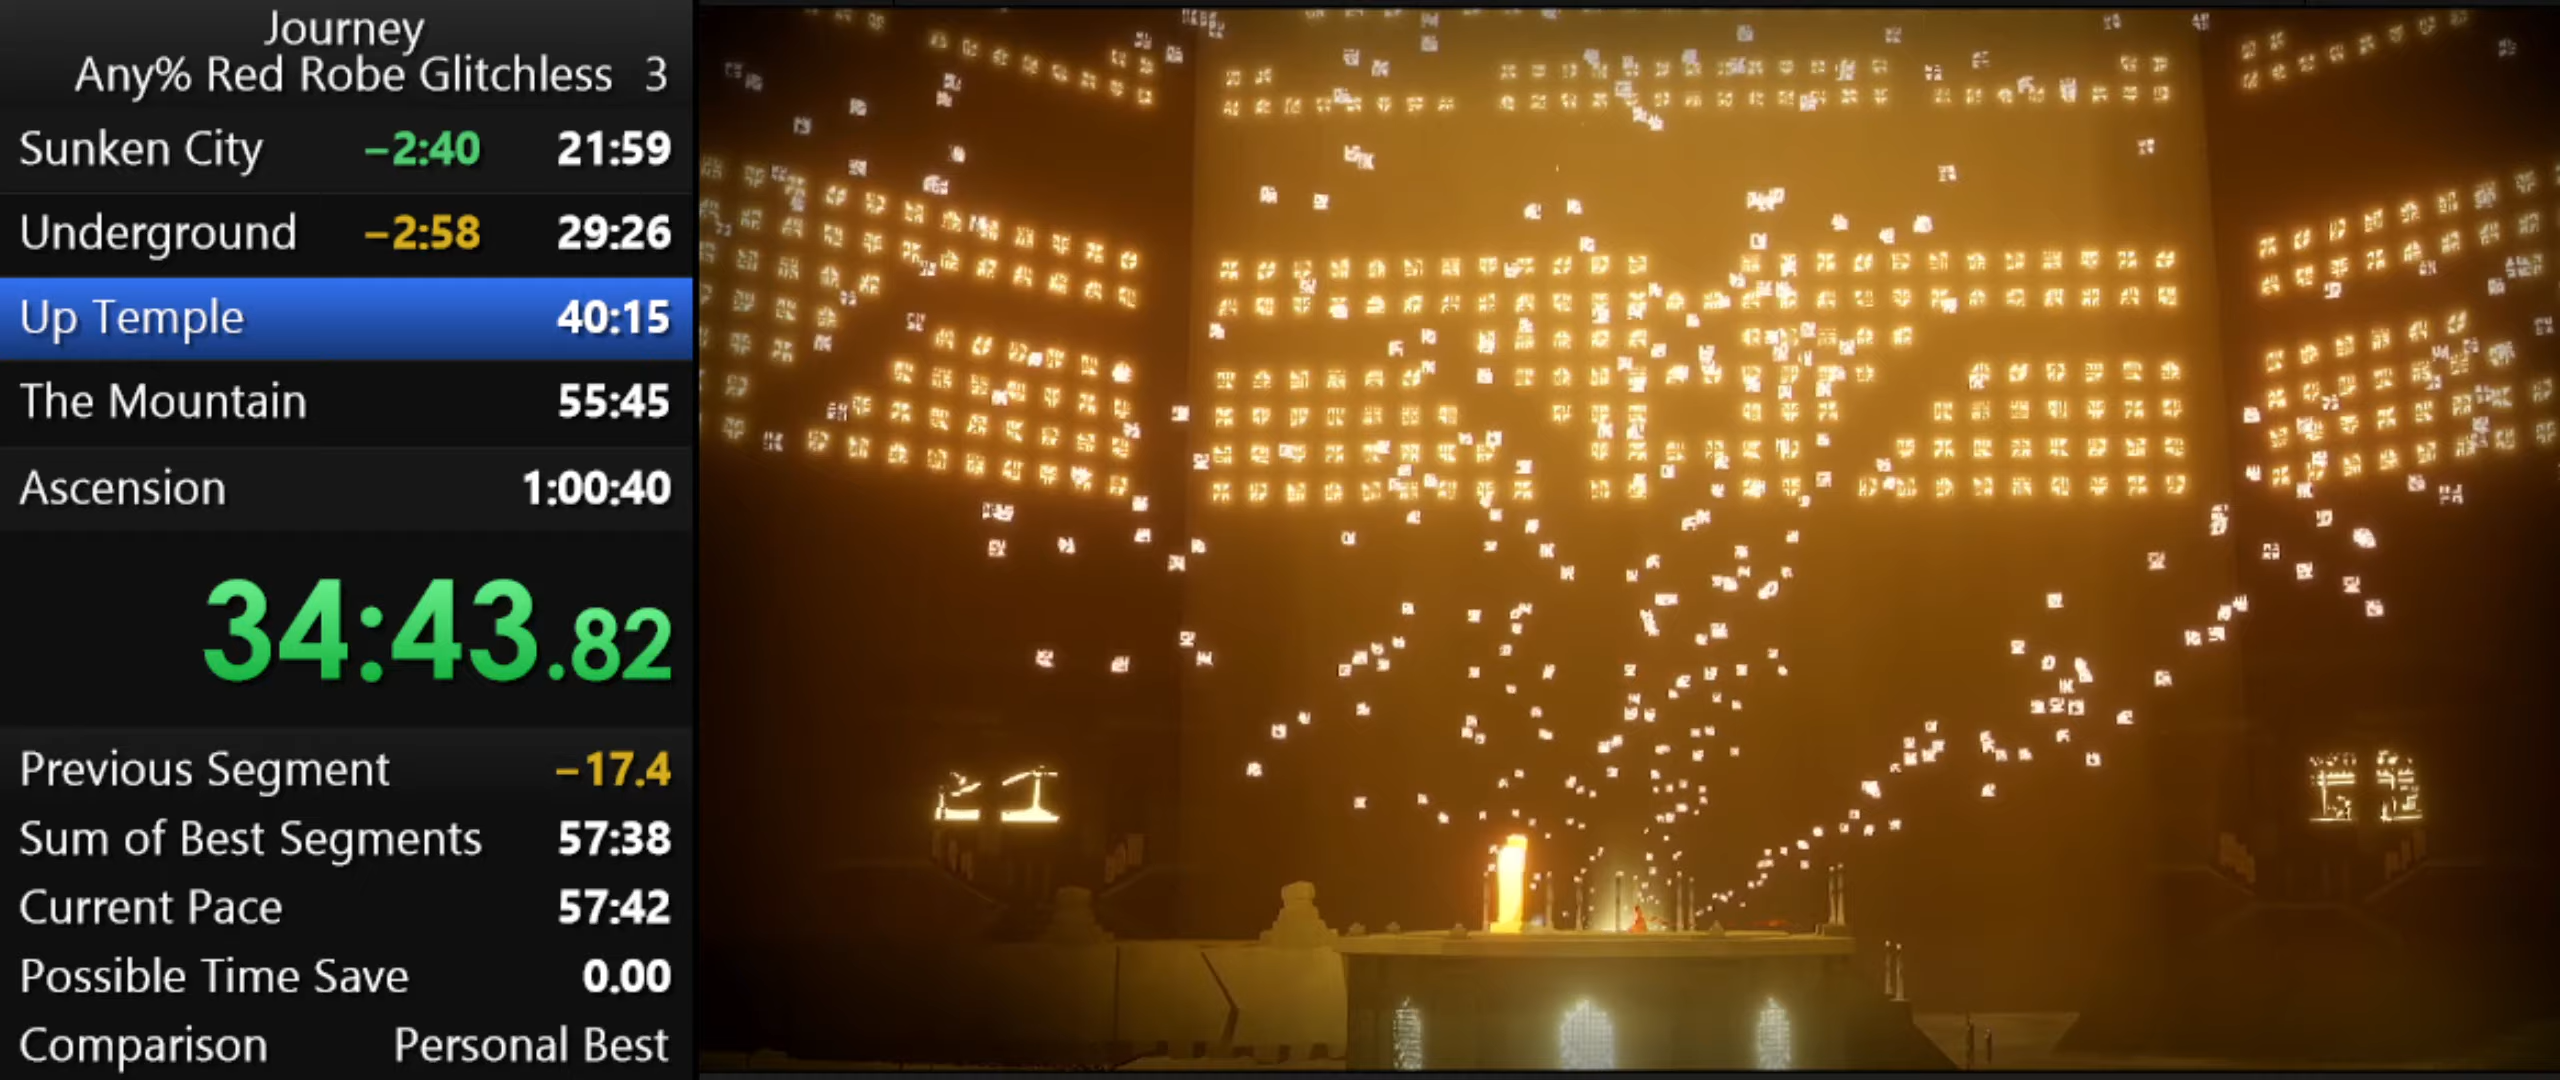 Journey
Any% Red Robe Glitchless 3
Sunken City −2:40 21:59
Underground −2:58 29:26
Up Temple 40:15
The Mountain 55:45
Ascension 1:00:40
34:43.82
Previous Segment −17.4
Sum of Best Segments 57:38
Current Pace 57:42
Possible Time Save 0.00
Comparison Personal Best